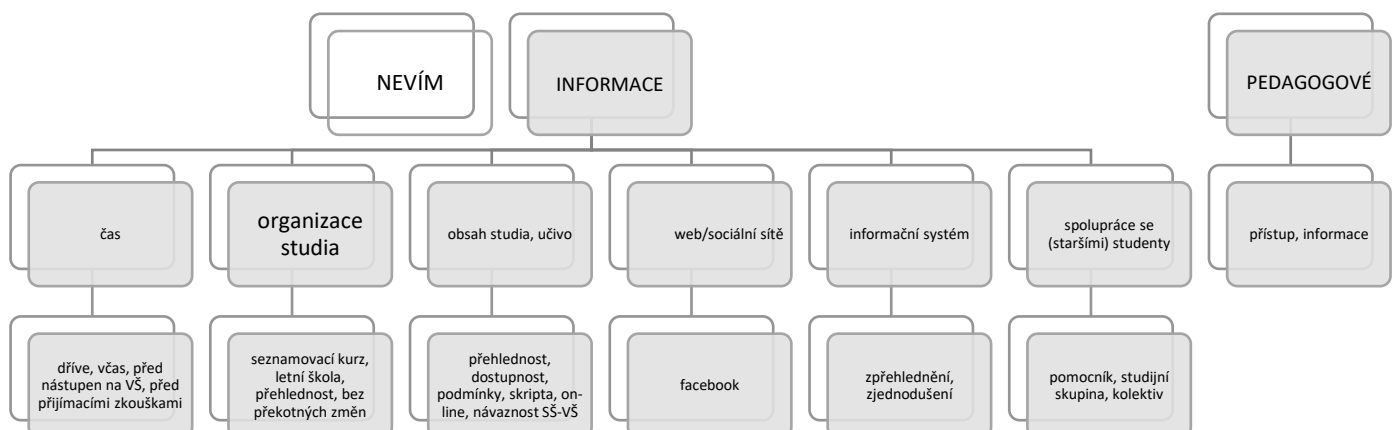 NEVÍM
INFORMACE
PEDAGOGOVÉ
čas
organizace
studia
obsah studia, učivo
web/sociální sítě
informační systém
spolupráce se
(staršími) studenty
přístup, informace
dříve, včas, před
nástupen na VŠ, před
přijímacími zkouškami
seznamovací kurz,
letní škola,
přehlednost, bez
překotných změn
přehlednost,
dostupnost,
podmínky, skripta, on-
line, návaznost SŠ-VŠ
facebook
zpřehlednění,
zjednodušení
pomocník, studijní
skupina, kolektiv